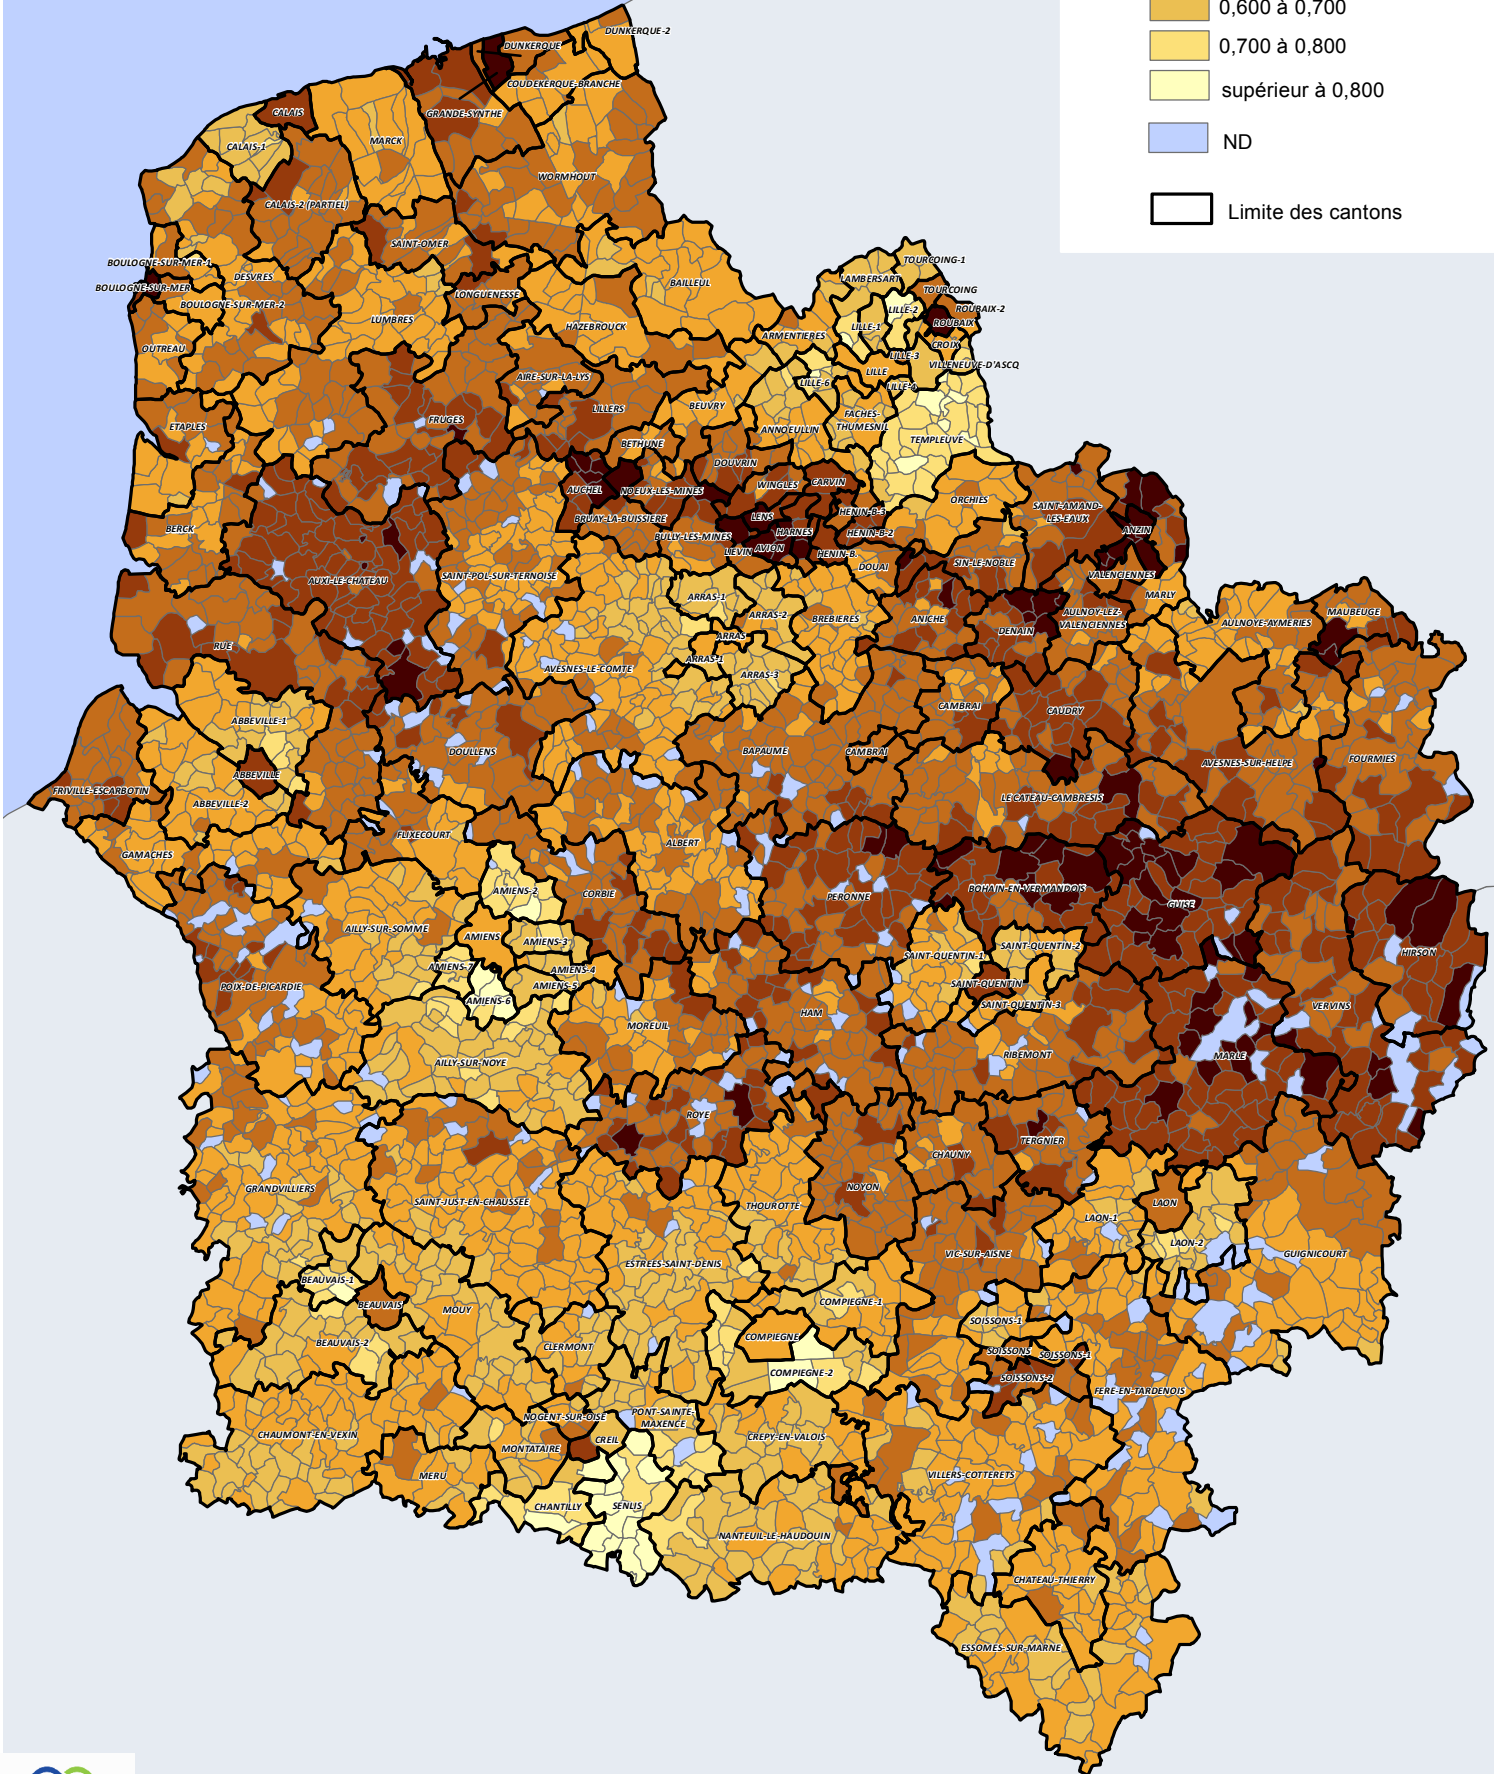 0,600 à 0,700
0,700 à 0,800
supérieur à 0,800
ND
Limite des cantons
DUNKERQUE-2
DUNKERQUE
COUDEKERQUE-BRANCHE
CALAIS
GRANDE-SYNTHE
MARCK
CALAIS-1
WORMHOUT
CALAIS-2 (PARTIEL)
SAINT-OMER
BOULOGNE-SUR-MER-1
DESVRES
BOULOGNE-SUR-MER
BOULOGNE-SUR-MER-2
LONGUENESSE
LUMBRES
HAZEBROUCK
BAILLEUL
OUTREAU
TOURCOING-1
LAMBERSART
TOURCOING
LILLE-2
ROUBAIX-2
ROUBAIX
LILLE-1
ARMENTIERES
CROIX
LILLE-3
VILLENEUVE-D'ASCQ
LILLE
LILLE-6
LILLE-4
AIRE-SUR-LA-LYS
LILLERS
BEUVRY
FRUGES
ETAPLES
FACHES-
THUMESNIL
ANNOEULLIN
TEMPLEUVE
BETHUNE
DOUVRIN
AUCHEL
NOEUX-LES-MINES
WINGLES
CARVIN
ORCHIES
SAINT-AMAND-
LES-EAUX
BERCK
BRUAY-LA-BUISSIERE
LENS
HENIN-B-3
BULLY-LES-MINES
HARNES
HENIN-B-2
ANZIN
LIEVIN
AVION
HENIN-B.
DOUAI
SIN-LE-NOBLE
VALENCIENNES
AUXI-LE-CHATEAU
SAINT-POL-SUR-TERNOISE
MARLY
ARRAS-1
ARRAS-2
BREBIERES
ANICHE
DENAIN
AULNOY-LEZ-
VALENCIENNES
AULNOYE-AYMERIES
MAUBEUGE
RUE
ARRAS
ARRAS-1
AVESNES-LE-COMTE
ARRAS-3
CAMBRAI
CAUDRY
ABBEVILLE-1
DOULLENS
BAPAUME
CAMBRAI
AVESNES-SUR-HELPE
FOURMIES
ABBEVILLE
FRIVILLE-ESCARBOTIN
ABBEVILLE-2
LE CATEAU-CAMBRESIS
FLIXECOURT
ALBERT
GAMACHES
AMIENS-2
CORBIE
PERONNE
BOHAIN-EN-VERMANDOIS
GUISE
AILLY-SUR-SOMME
AMIENS
AMIENS-3
SAINT-QUENTIN-1
SAINT-QUENTIN-2
HIRSON
AMIENS-7
AMIENS-4
AMIENS-5
POIX-DE-PICARDIE
AMIENS-6
SAINT-QUENTIN
SAINT-QUENTIN-3
VERVINS
HAM
MOREUIL
RIBEMONT
MARLE
AILLY-SUR-NOYE
ROYE
TERGNIER
CHAUNY
GRANDVILLIERS
SAINT-JUST-EN-CHAUSSEE
NOYON
THOUROTTE
LAON
LAON-1
LAON-2
VIC-SUR-AISNE
GUIGNICOURT
ESTREES-SAINT-DENIS
BEAUVAIS-1
BEAUVAIS
MOUY
COMPIEGNE-1
SOISSONS-1
COMPIEGNE
BEAUVAIS-2
CLERMONT
SOISSONS
SOISSONS-1
COMPIEGNE-2
SOISSONS-2
FERE-EN-TARDENOIS
NOGENT-SUR-OISE
PONT-SAINTE-
MAXENCE
CHAUMONT-EN-VEXIN
CREIL
CREPY-EN-VALOIS
MONTATAIRE
MERU
VILLERS-COTTERETS
CHANTILLY
SENLIS
NANTEUIL-LE-HAUDOUIN
CHATEAU-THIERRY
ESSOMES-SUR-MARNE